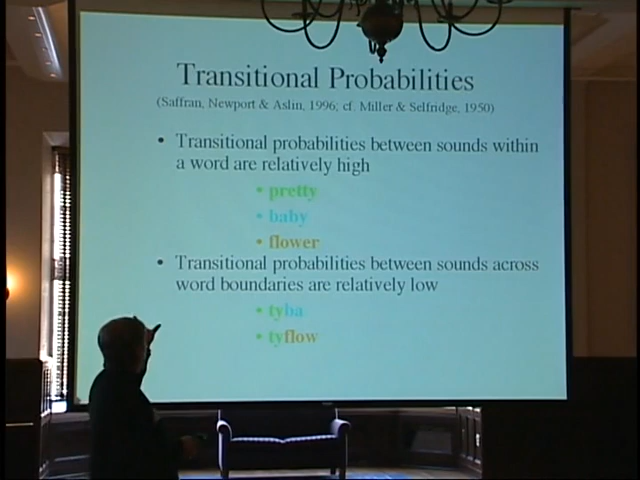 Transitional Probabilities
(Saffran, Newport & Aslin, 1996; cf. Miller & Selfridge, 1950)
• Transitional probabilities between sounds within
a word are relatively high
• pretty
• baby
• flower
• Transitional probabilities between sounds across
word boundaries are relatively low
• tyba
• tyflow